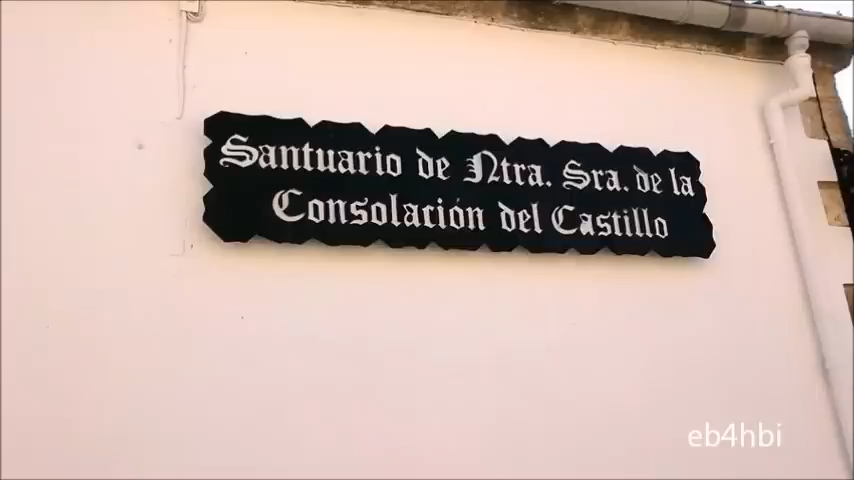 Santuario de Ntra. Sra. de la
Consolación del Castillo
eb4hbi